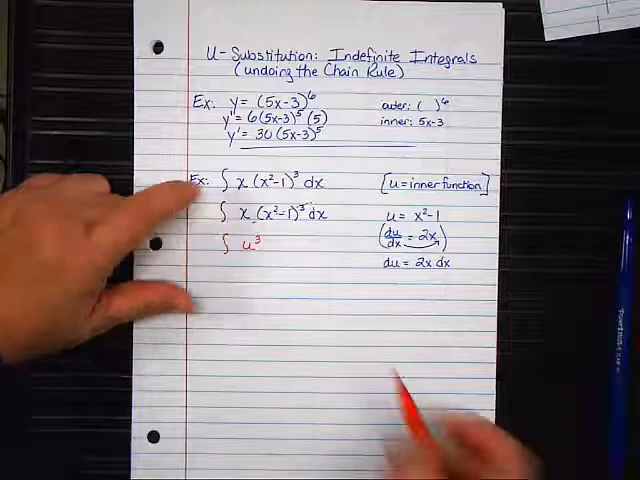 U-Substitution: Indefinite Integrals
(undoing the Chain Rule)
Ex: y = (5x-3)⁶
outer: ( )⁶
y' = 6(5x-3)⁵(5)
inner: 5x-3
y' = 30(5x-3)⁵
Ex: ∫ x(x²-1)³ dx
[u = inner function]
∫ x(x²-1)³ dx
u = x²-1
∫ u³
(du/dx = 2x)
du = 2x dx